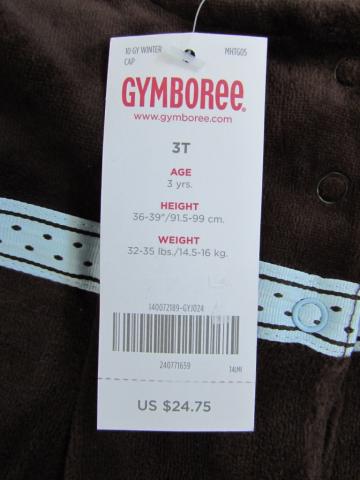 10-GY WINTER MHTG05
CAP
GYMBOREE
www.gymboree.com
3T
AGE
3 yrs.
HEIGHT
36-39"/91.5-99 cm.
WEIGHT
32-35 lbs./14.5-16 kg.
140072189-GYJ024
240771659 14LMI
US $24.75